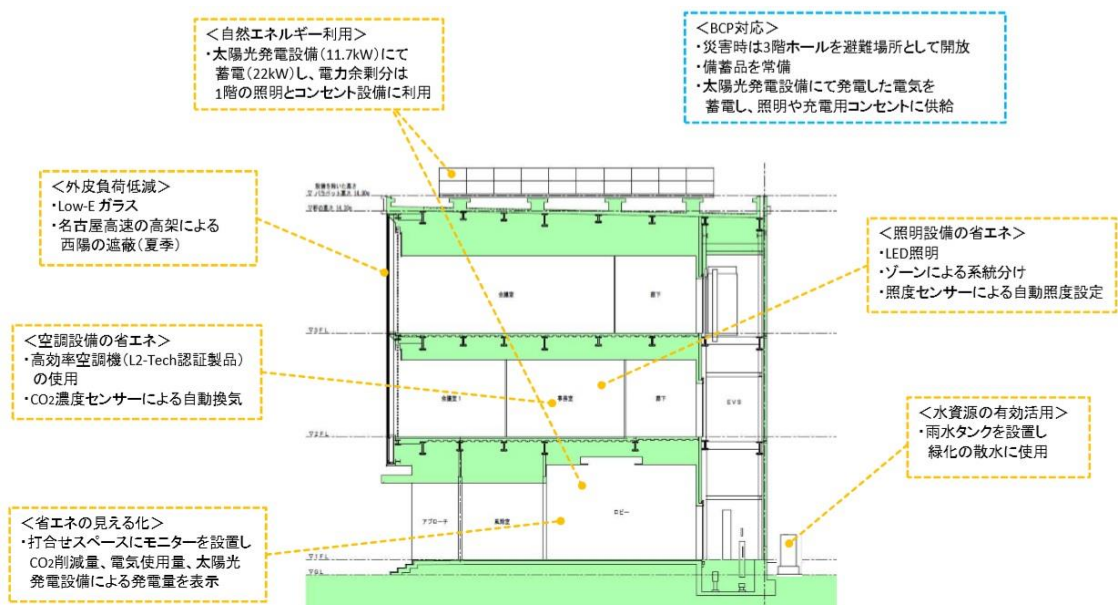 ＜自然エネルギー利用＞
・太陽光発電設備(11.7kW)にて
蓄電(22kW)し、電力余剰分は
1階の照明とコンセント設備に利用
＜BCP対応＞
・災害時は3階ホールを避難場所として開放
・備蓄品を常備
・太陽光発電設備にて発電した電気を
蓄電し、照明や充電用コンセントに供給
＜外皮負荷低減＞
・Low-E ガラス
・名古屋高速の高架による
西陽の遮蔽(夏季)
＜照明設備の省エネ＞
・LED照明
・ゾーンによる系統分け
・照度センサーによる自動照度設定
会議室
廊下
▽3FL
＜空調設備の省エネ＞
・高効率空調機(L2-Tech認証製品)
の使用
・CO2濃度センサーによる自動換気
会議室1
事務室
廊下
EVS
▽2FL
＜水資源の有効活用＞
・雨水タンクを設置し
緑化の散水に使用
＜省エネの見える化＞
・打合せスペースにモニターを設置し
CO2削減量、電気使用量、太陽光
発電設備による発電量を表示
アプローチ
風除室
ロビー
▽1FL
▽GL